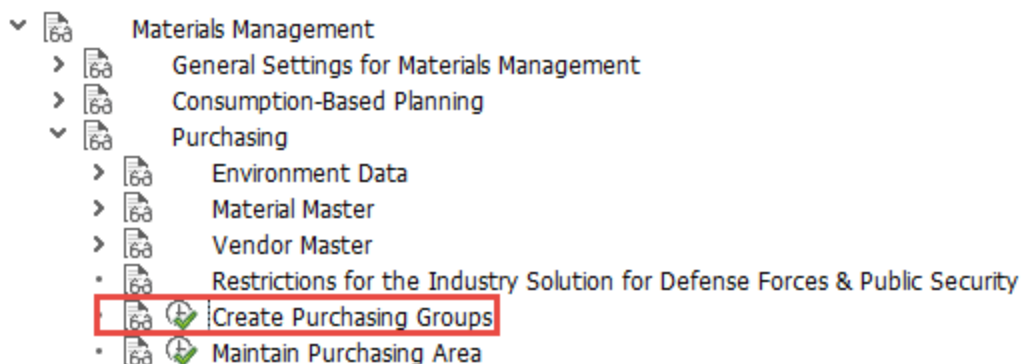 Materials Management
General Settings for Materials Management
Consumption-Based Planning
Purchasing
Environment Data
Material Master
Vendor Master
Restrictions for the Industry Solution for Defense Forces & Public Security
Create Purchasing Groups
Maintain Purchasing Area